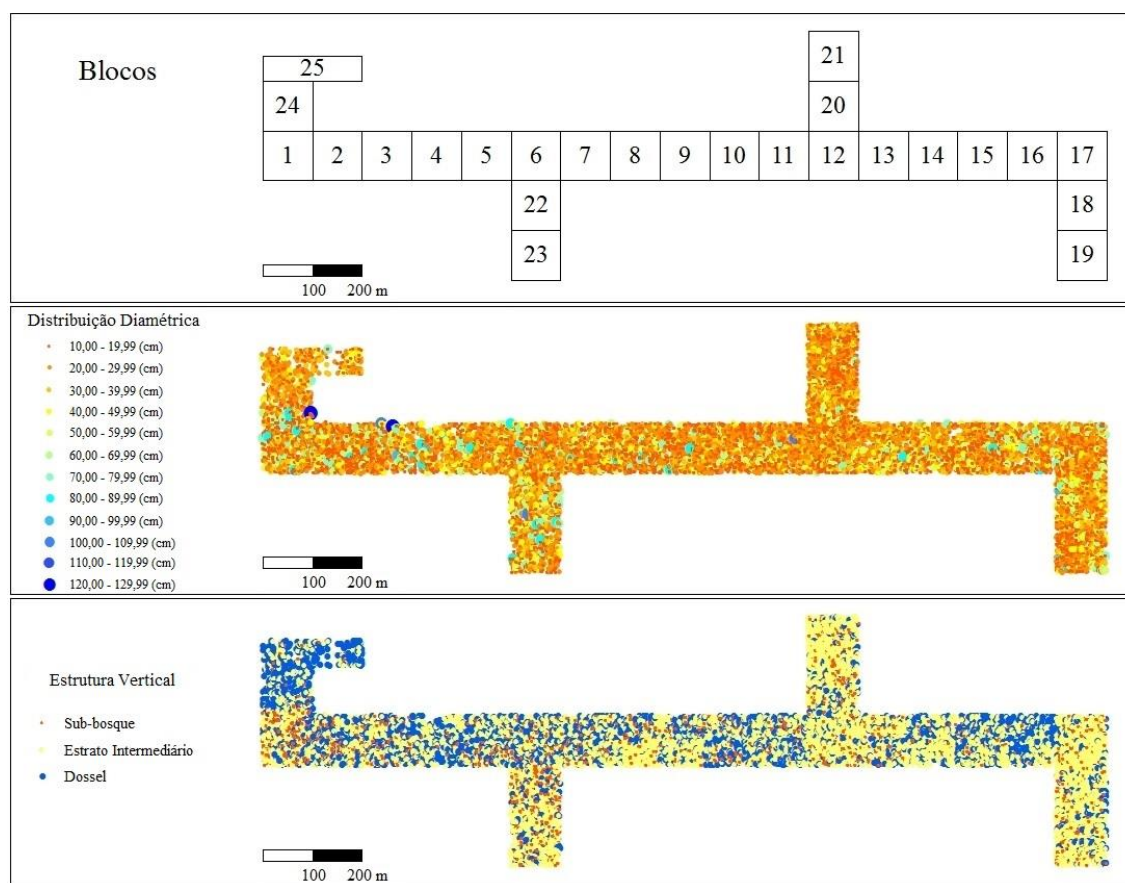 Blocos
21
25
24
20
1 2 3 4 5 6 7 8 9 10 11 12 13 14 15 16 17
22
18
23
19
100 200 m
Distribuição Diamétrica
10,00 - 19,99 (cm)
20,00 - 29,99 (cm)
30,00 - 39,99 (cm)
40,00 - 49,99 (cm)
50,00 - 59,99 (cm)
60,00 - 69,99 (cm)
70,00 - 79,99 (cm)
80,00 - 89,99 (cm)
90,00 - 99,99 (cm)
100,00 - 109,99 (cm)
110,00 - 119,99 (cm)
120,00 - 129,99 (cm)
100 200 m
Estrutura Vertical
Sub-bosque
Estrato Intermediário
Dossel
100 200 m